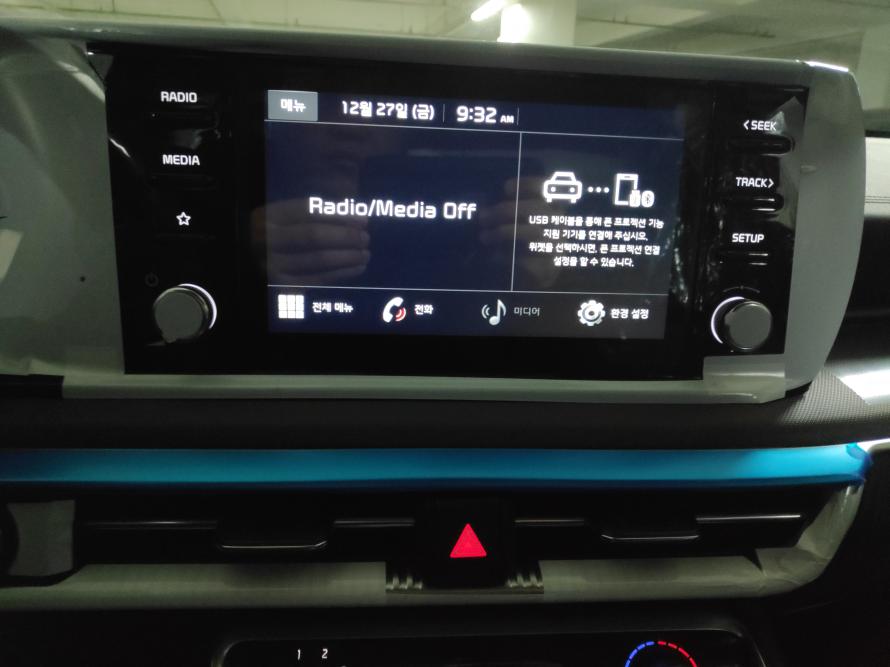 RADIO
MEDIA
메뉴
12월 27일 (금)
9:32 AM
Radio/Media Off
USB 케이블을 통해 폰 프로젝션 기능
지원 기기를 연결해 주십시오.
위젯을 선택하시면, 폰 프로젝션 연결
설정을 할 수 있습니다.
전체 메뉴
전화
미디어
환경 설정
<SEEK
TRACK>
SETUP
1 2